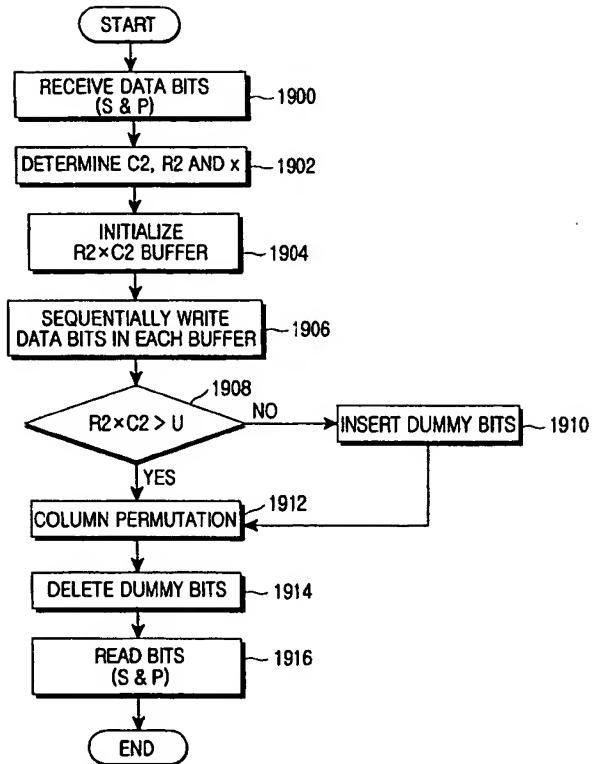 START
RECEIVE DATA BITS
(S & P)
1900
DETERMINE C2, R2 AND x
1902
INITIALIZE
R2×C2 BUFFER
1904
SEQUENTIALLY WRITE
DATA BITS IN EACH BUFFER
1906
1908
R2×C2 > U
NO
INSERT DUMMY BITS
1910
YES
COLUMN PERMUTATION
1912
DELETE DUMMY BITS
1914
READ BITS
(S & P)
1916
END